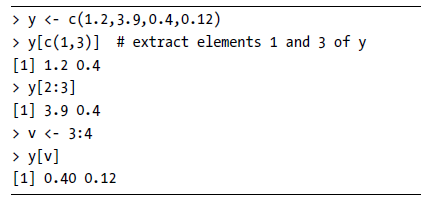 > y <- c(1.2,3.9,0.4,0.12)
> y[c(1,3)]  # extract elements 1 and 3 of y
[1] 1.2 0.4
> y[2:3]
[1] 3.9 0.4
> v <- 3:4
> y[v]
[1] 0.40 0.12